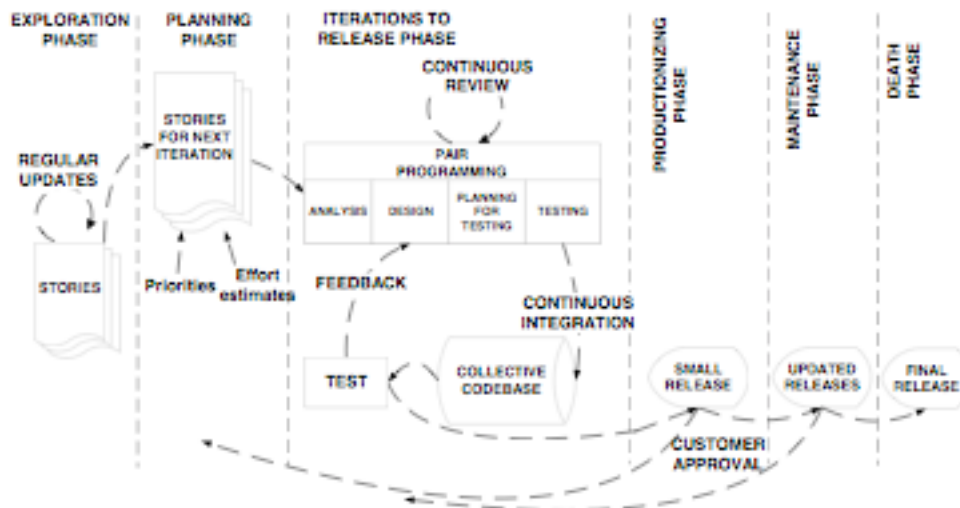 EXPLORATION
PHASE
PLANNING
PHASE
ITERATIONS TO
RELEASE PHASE
PRODUCTIONIZING
PHASE
MAINTENANCE
PHASE
DEATH
PHASE
CONTINUOUS
REVIEW
STORIES
FOR NEXT
ITERATION
REGULAR
UPDATES
PAIR
PROGRAMMING
ANALYSIS
DESIGN
PLANNING
FOR
TESTING
TESTING
STORIES
Priorities
Effort
estimates
FEEDBACK
CONTINUOUS
INTEGRATION
TEST
COLLECTIVE
CODEBASE
SMALL
RELEASE
UPDATED
RELEASES
FINAL
RELEASE
CUSTOMER
APPROVAL